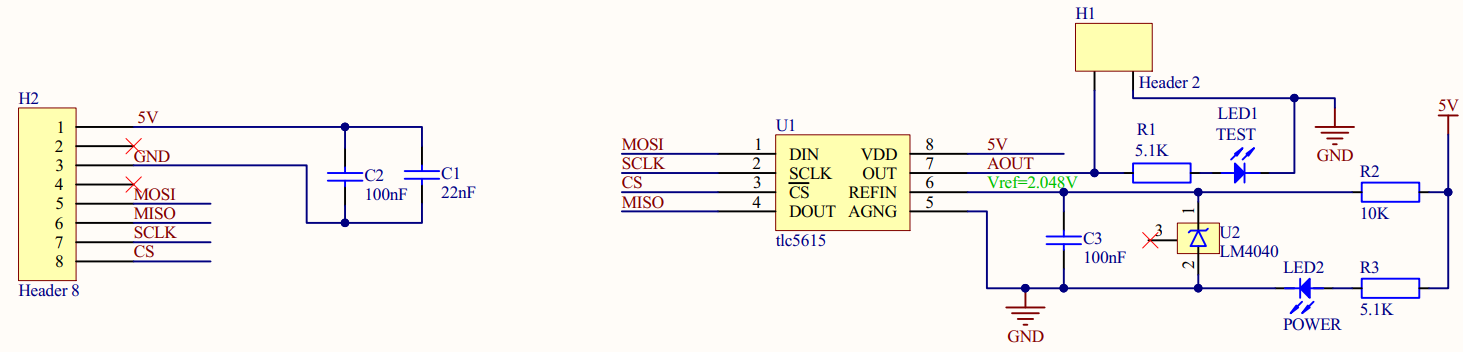 H2
1
2
3
4
5
6
7
8
5V
GND
MOSI
MISO
SCLK
CS
Header 8
C2
100nF
C1
22nF
MOSI
SCLK
CS
MISO
1
2
3
4
U1
DIN
SCLK
CS
DOUT
VDD
OUT
REFIN
AGNG
tlc5615
8
7
6
5
5V
AOUT
Vref=2.048V
H1
Header 2
R1
5.1K
LED1
TEST
GND
5V
R2
10K
C3
100nF
1
3
2
U2
LM4040
LED2
POWER
R3
5.1K
GND